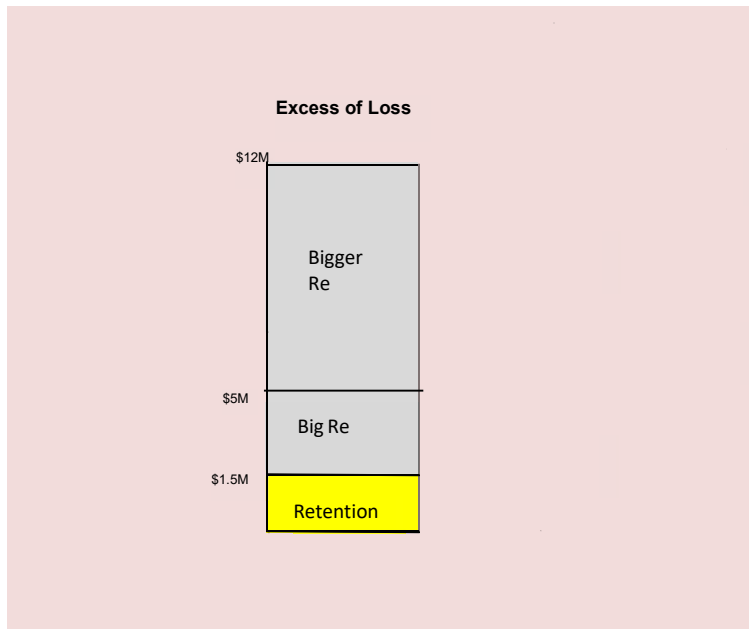 Excess of Loss
$12M
Bigger
Re
$5M
Big Re
$1.5M
Retention